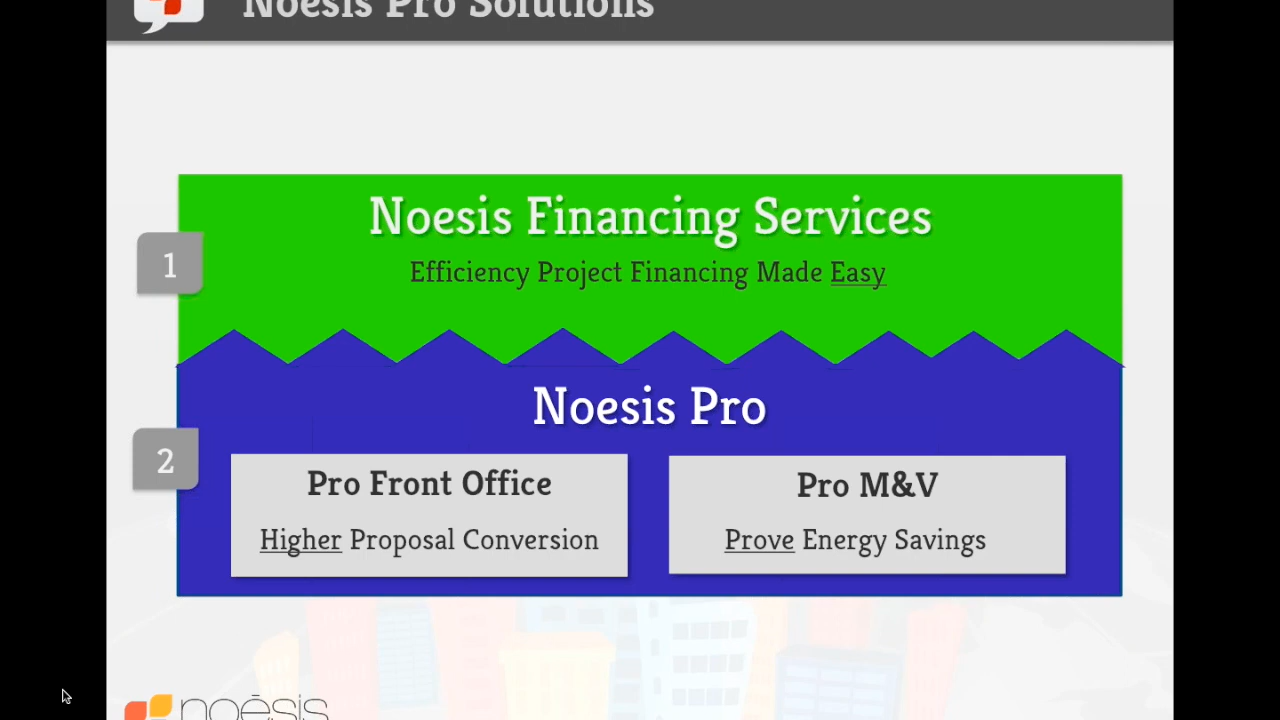 Noesis Pro Solutions
Noesis Financing Services
Efficiency Project Financing Made Easy
1
Noesis Pro
2
Pro Front Office
Higher Proposal Conversion
Pro M&V
Prove Energy Savings
noēsis